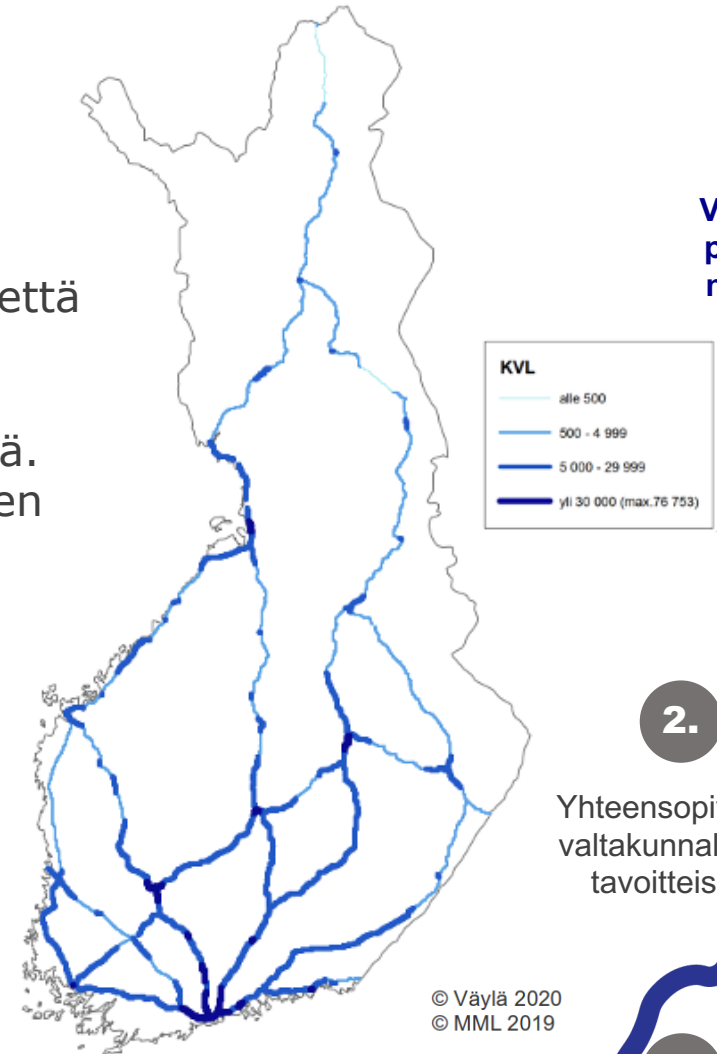 että
ä.
en
V
p
n
KVL
alle 500
500 - 4 999
5 000 - 29 999
yli 30 000 (max.76 753)
2.
Yhteensopi
valtakunnal
tavoitteis
© Väylä 2020
© MML 2019